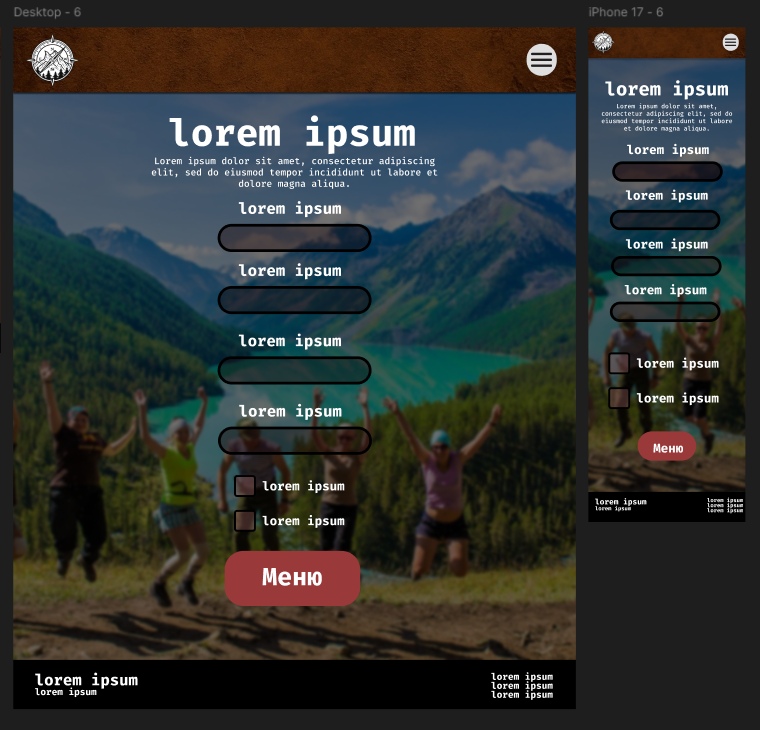 Desktop - 6
lorem ipsum
Lorem ipsum dolor sit amet, consectetur adipiscing
elit, sed do eiusmod tempor incididunt ut labore et
dolore magna aliqua.
lorem ipsum
lorem ipsum
lorem ipsum
lorem ipsum
lorem ipsum
lorem ipsum
Меню
lorem ipsum
lorem ipsum
lorem ipsum
lorem ipsum
lorem ipsum
iPhone 17 - 6
lorem ipsum
Lorem ipsum dolor sit amet,
consectetur adipiscing elit, sed do
eiusmod tempor incididunt ut labore
et dolore magna aliqua.
lorem ipsum
lorem ipsum
lorem ipsum
lorem ipsum
lorem ipsum
lorem ipsum
Меню
lorem ipsum
lorem ipsum
lorem ipsum
lorem ipsum
lorem ipsum